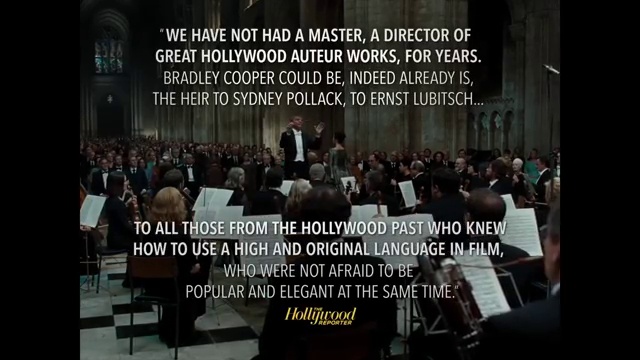 "WE HAVE NOT HAD A MASTER, A DIRECTOR OF
GREAT HOLLYWOOD AUTEUR WORKS, FOR YEARS.
BRADLEY COOPER COULD BE, INDEED ALREADY IS,
THE HEIR TO SYDNEY POLLACK, TO ERNST LUBITSCH...
TO ALL THOSE FROM THE HOLLYWOOD PAST WHO KNEW
HOW TO USE A HIGH AND ORIGINAL LANGUAGE IN FILM,
WHO WERE NOT AFRAID TO BE
POPULAR AND ELEGANT AT THE SAME TIME."
THE
Hollywood
REPORTER